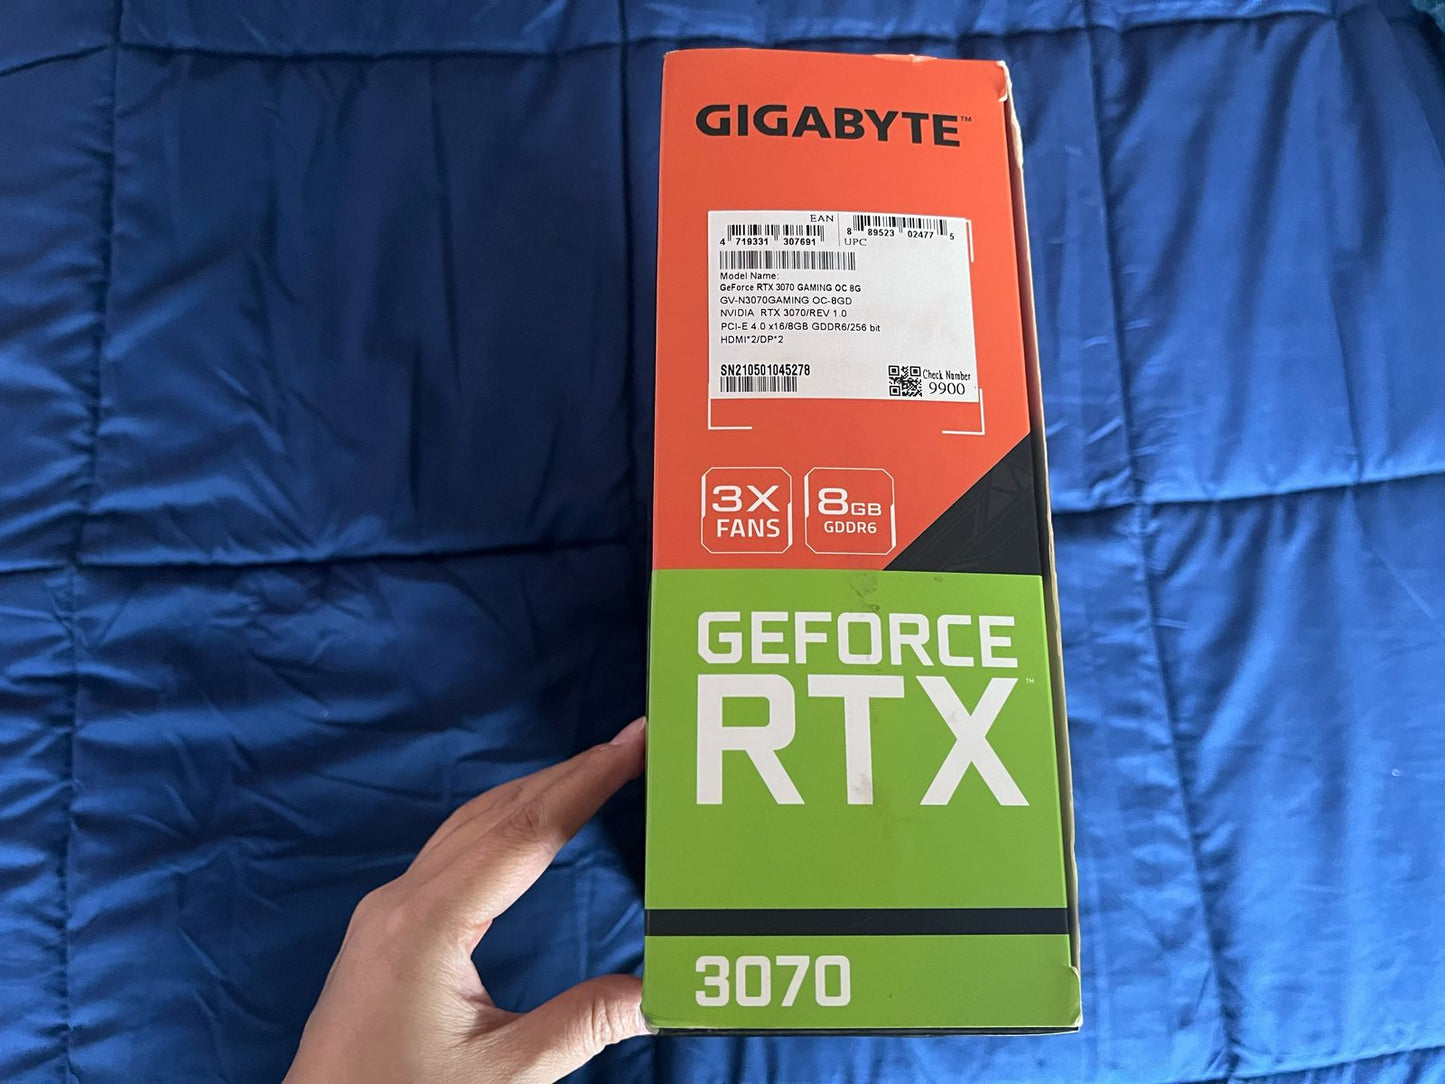 GIGABYTE™
EAN
4 719331 307691
8 89523 02477 5
UPC
Model Name:
GeForce RTX 3070 GAMING OC 8G
GV-N3070GAMING OC-8GD
NVIDIA RTX 3070/REV 1.0
PCI-E 4.0 x16/8GB GDDR6/256 bit
HDMI*2/DP*2
SN210501045278
Check Number
9900
3X
FANS
8GB
GDDR6
GEFORCE
RTX™
3070